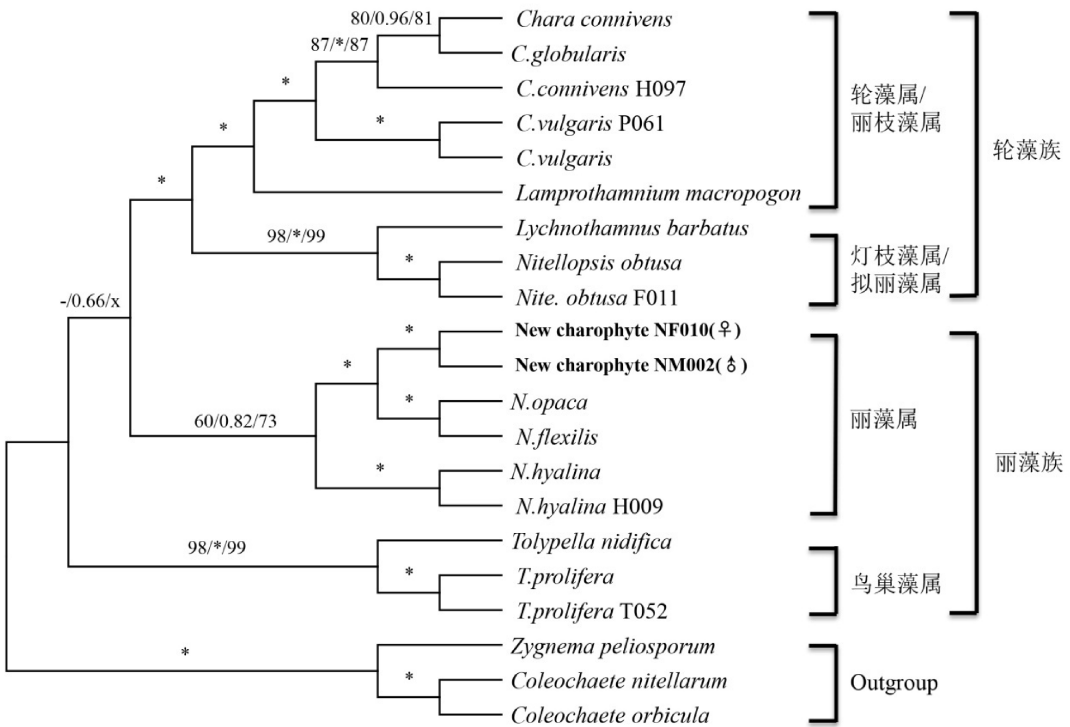 80/0.96/81
Chara connivens
87/*/87
C.globularis
*
C.connivens H097
轮藻属/
丽枝藻属
*
*
C.vulgaris P061
C.vulgaris
轮藻族
*
Lamprothamnium macropogon
98/*/99
Lychnothamnus barbatus
*
Nitellopsis obtusa
灯枝藻属/
拟丽藻属
Nite. obtusa F011
-/0.66/x
*
New charophyte NF010(♀)
*
New charophyte NM002(♂)
*
N.opaca
丽藻属
60/0.82/73
N.flexilis
丽藻族
*
N.hyalina
N.hyalina H009
98/*/99
Tolypella nidifica
*
T.prolifera
鸟巢藻属
T.prolifera T052
*
Zygnema peliosporum
*
Coleochaete nitellarum
Outgroup
Coleochaete orbicula